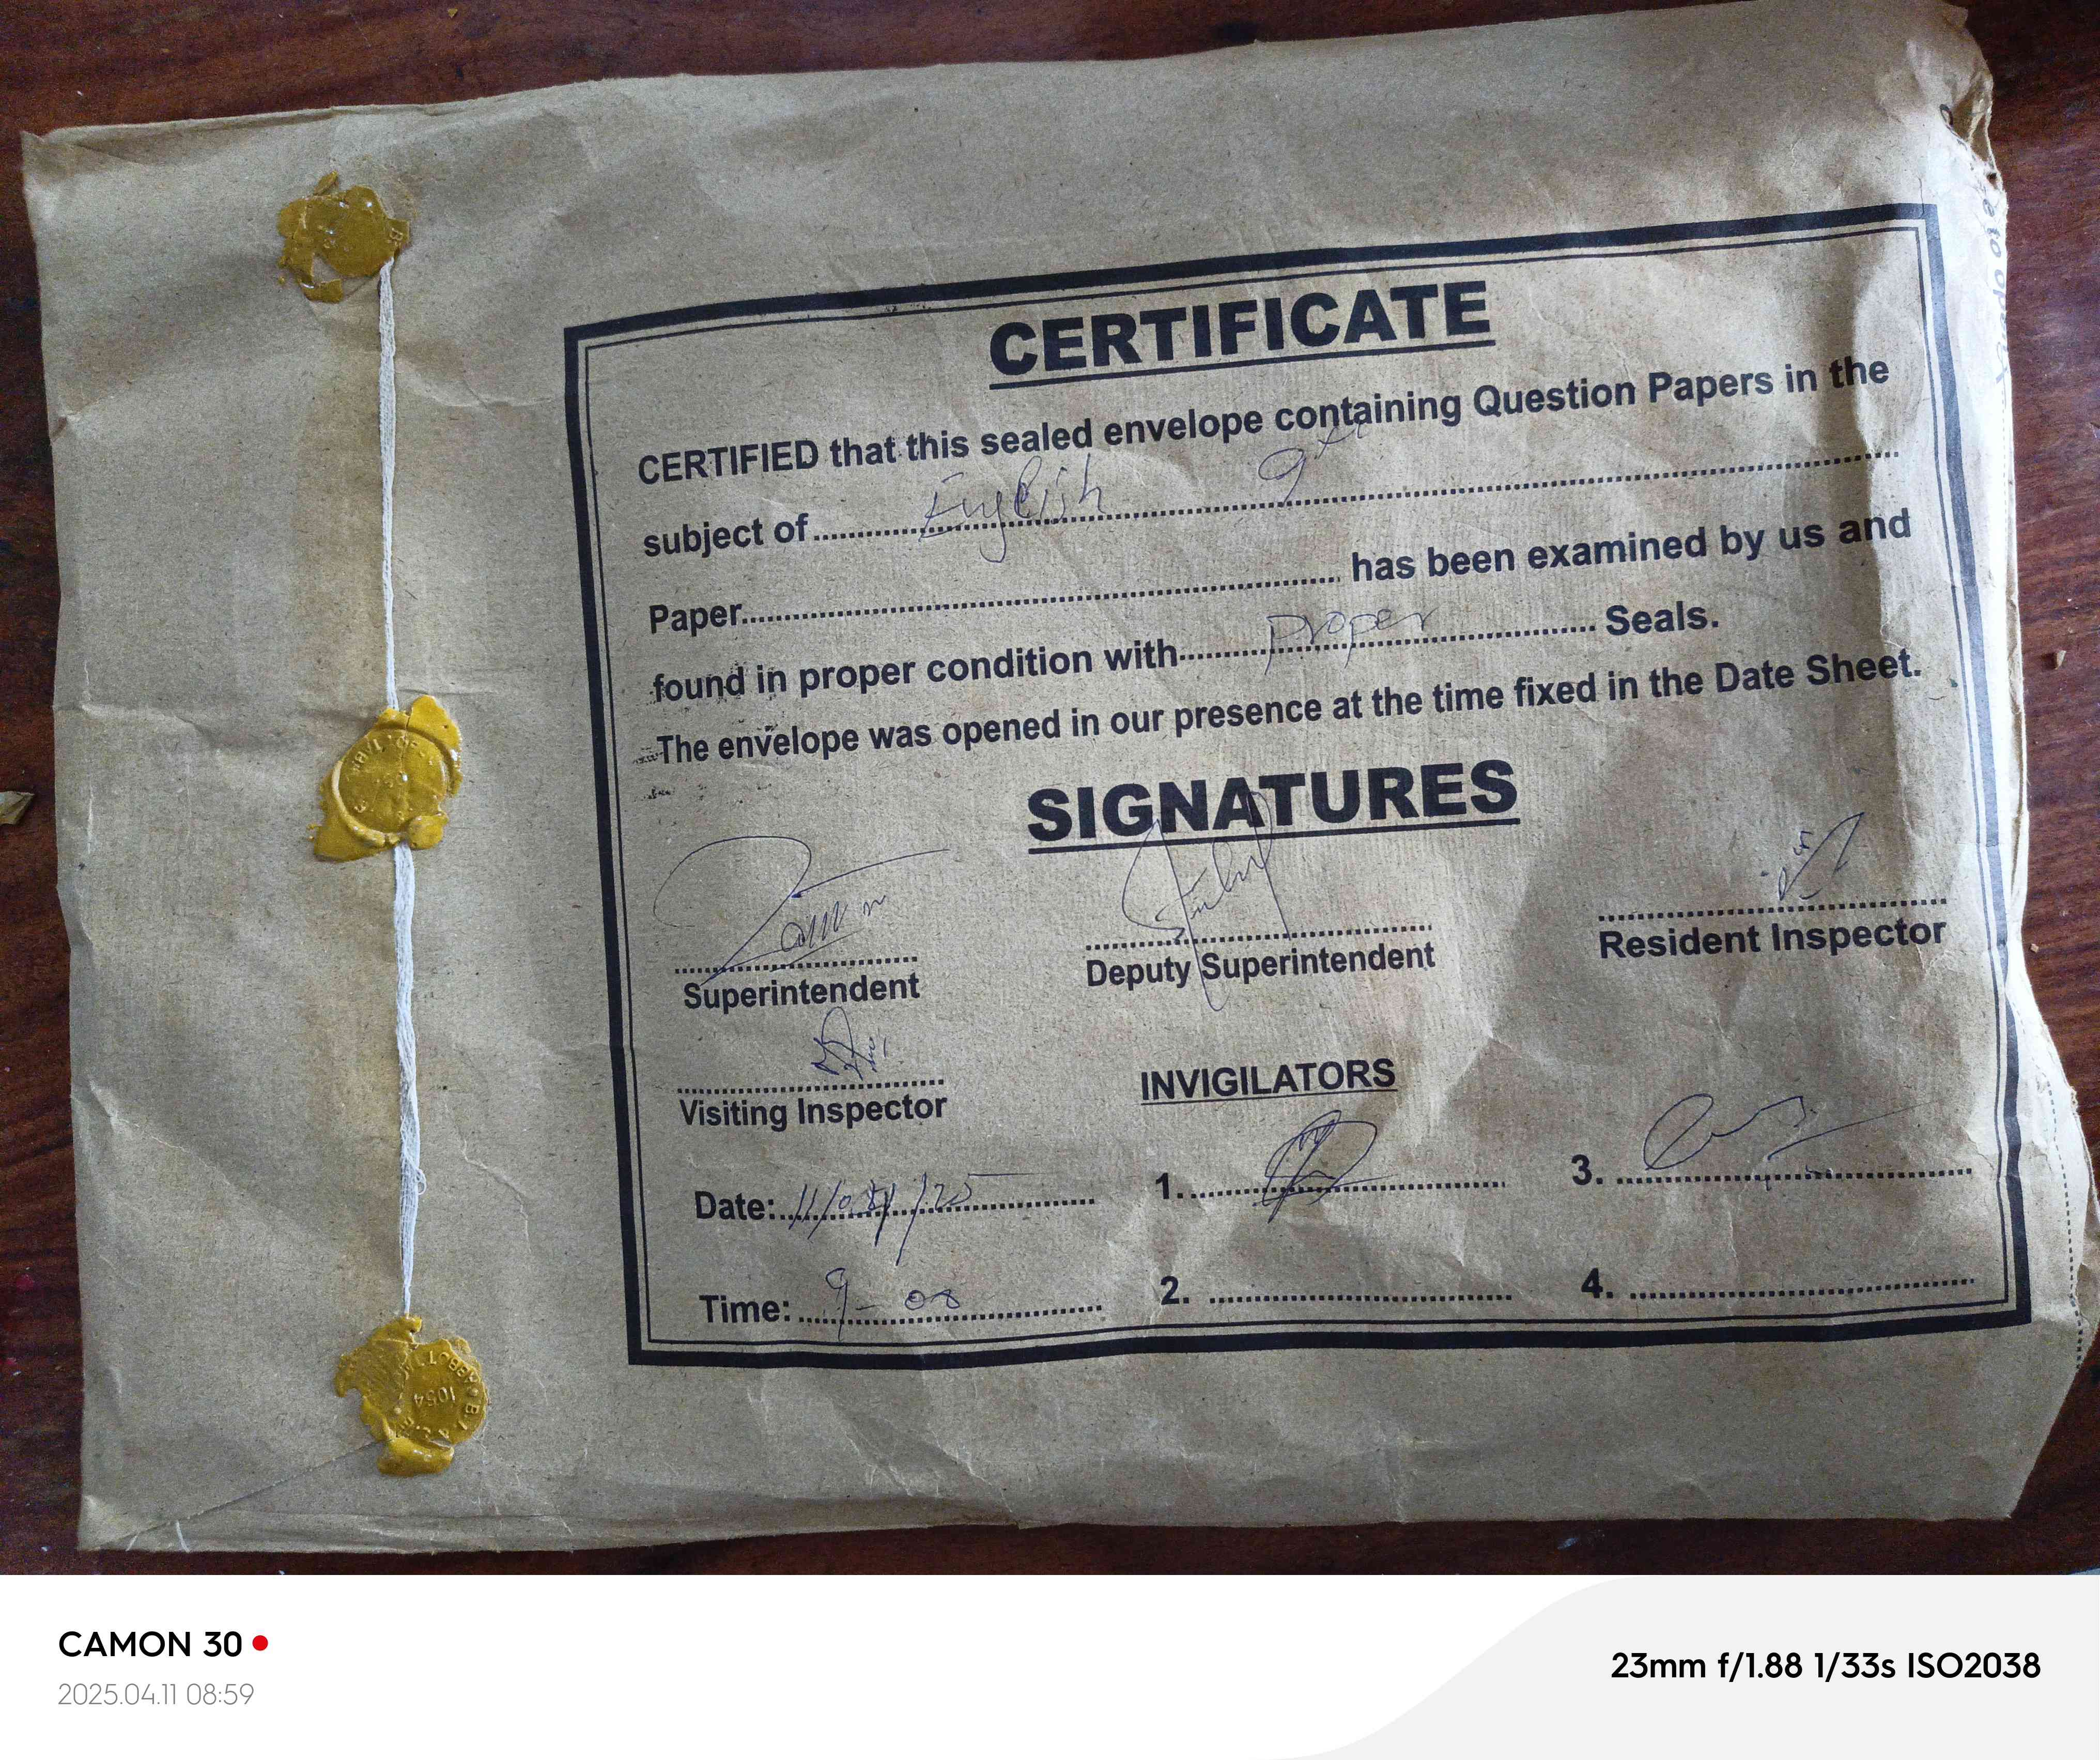 CERTIFICATE
CERTIFIED that this sealed envelope containing Question Papers in the
subject of English 9th
Paper has been examined by us and
found in proper condition with proper Seals.
The envelope was opened in our presence at the time fixed in the Date Sheet.
SIGNATURES
Superintendent Deputy Superintendent Resident Inspector
Visiting Inspector
INVIGILATORS
Date: 11/04/25 1. 3.
Time: 9-00 2. 4.
1054
CAMON 30
2025.04.11 08:59
23mm f/1.88 1/33s ISO2038